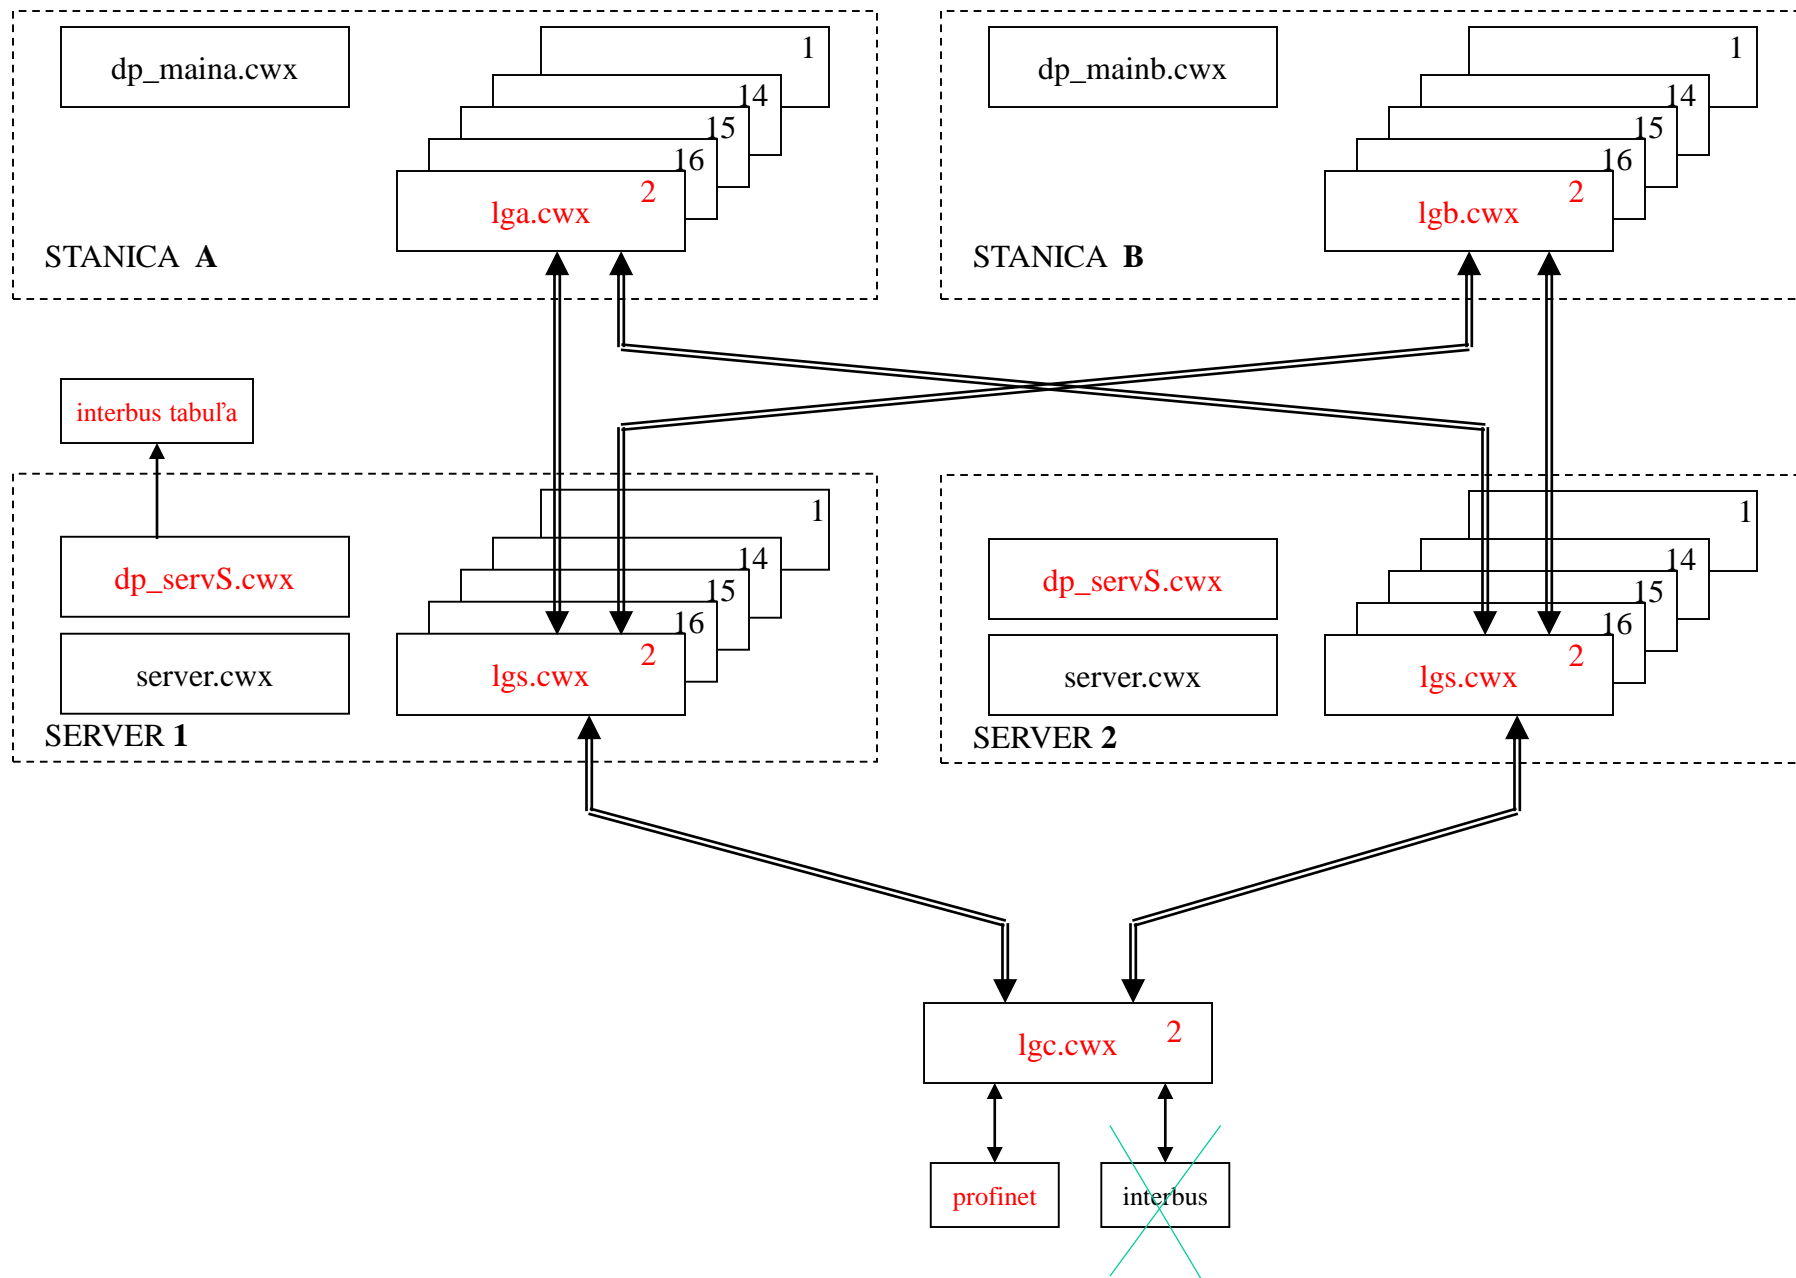 dp_maina.cwx
1
14
15
16
2
lga.cwx
STANICA A
dp_mainb.cwx
1
14
15
16
2
lgb.cwx
STANICA B
interbus tabuľa
dp_servS.cwx
server.cwx
1
14
15
16
2
lgs.cwx
SERVER 1
dp_servS.cwx
server.cwx
1
14
15
16
2
lgs.cwx
SERVER 2
lgc.cwx
2
profinet
interbus